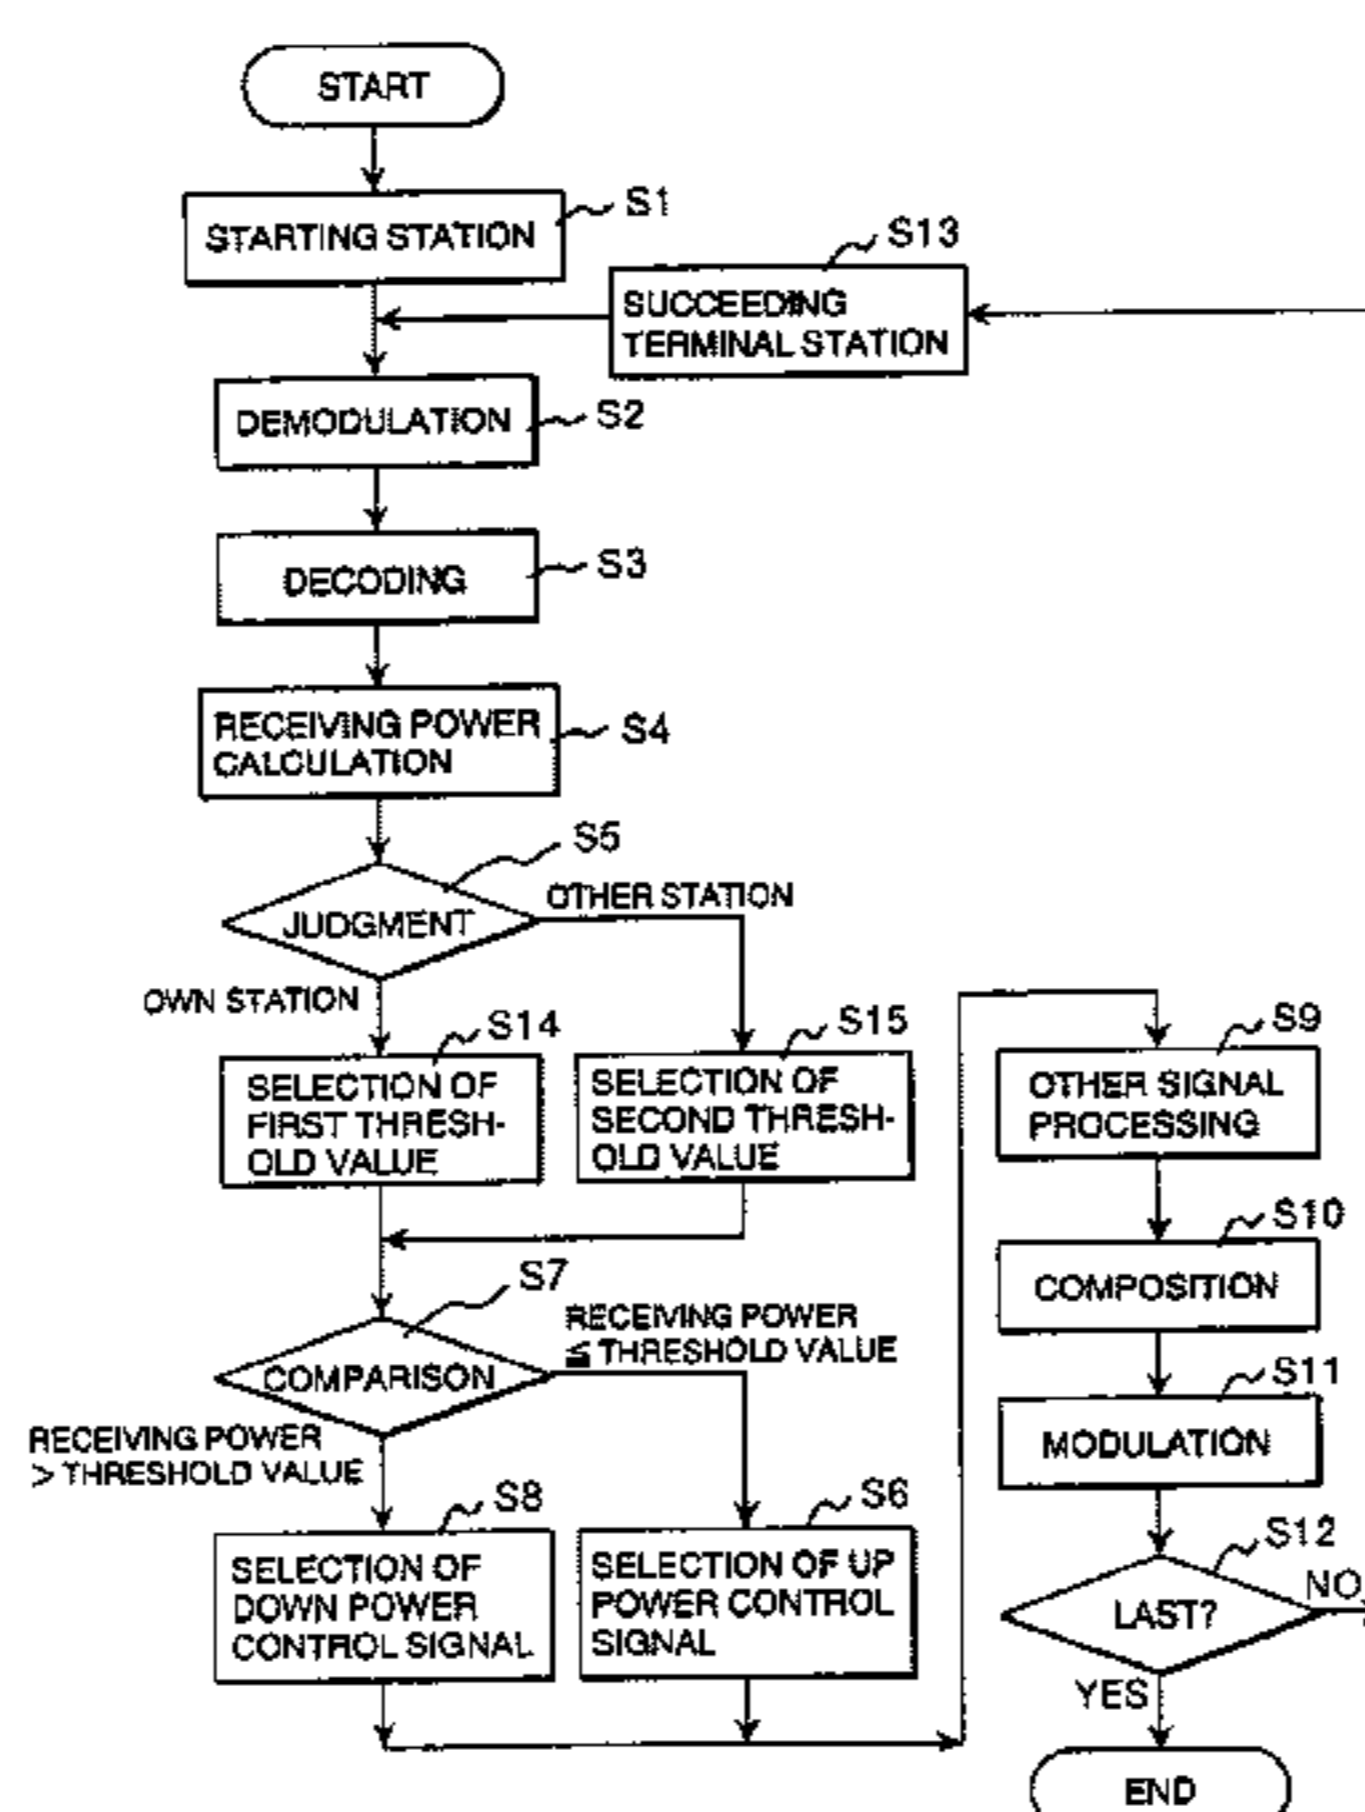 START
STARTING STATION
S1
SUCCEEDING
TERMINAL STATION
S13
DEMODULATION
S2
DECODING
S3
RECEIVING POWER
CALCULATION
S4
JUDGMENT
S5
OTHER STATION
OWN STATION
SELECTION OF
FIRST THRESH-
OLD VALUE
S14
SELECTION OF
SECOND THRESH-
OLD VALUE
S15
COMPARISON
S7
RECEIVING POWER
≦ THRESHOLD VALUE
RECEIVING POWER
> THRESHOLD VALUE
SELECTION OF
DOWN POWER
CONTROL SIGNAL
S8
SELECTION OF UP
POWER CONTROL
SIGNAL
S6
OTHER SIGNAL
PROCESSING
S9
COMPOSITION
S10
MODULATION
S11
LAST?
S12
NO
YES
END